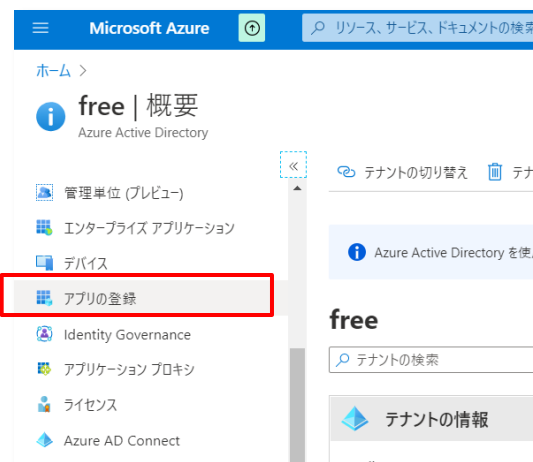 Microsoft Azure
リソース、サービス、ドキュメントの検索
ホーム >
free | 概要
Azure Active Directory
«
テナントの切り替え
テナ
管理単位 (プレビュー)
エンタープライズ アプリケーション
デバイス
Azure Active Directory を使
アプリの登録
free
Identity Governance
テナントの検索
アプリケーション プロキシ
ライセンス
テナントの情報
Azure AD Connect